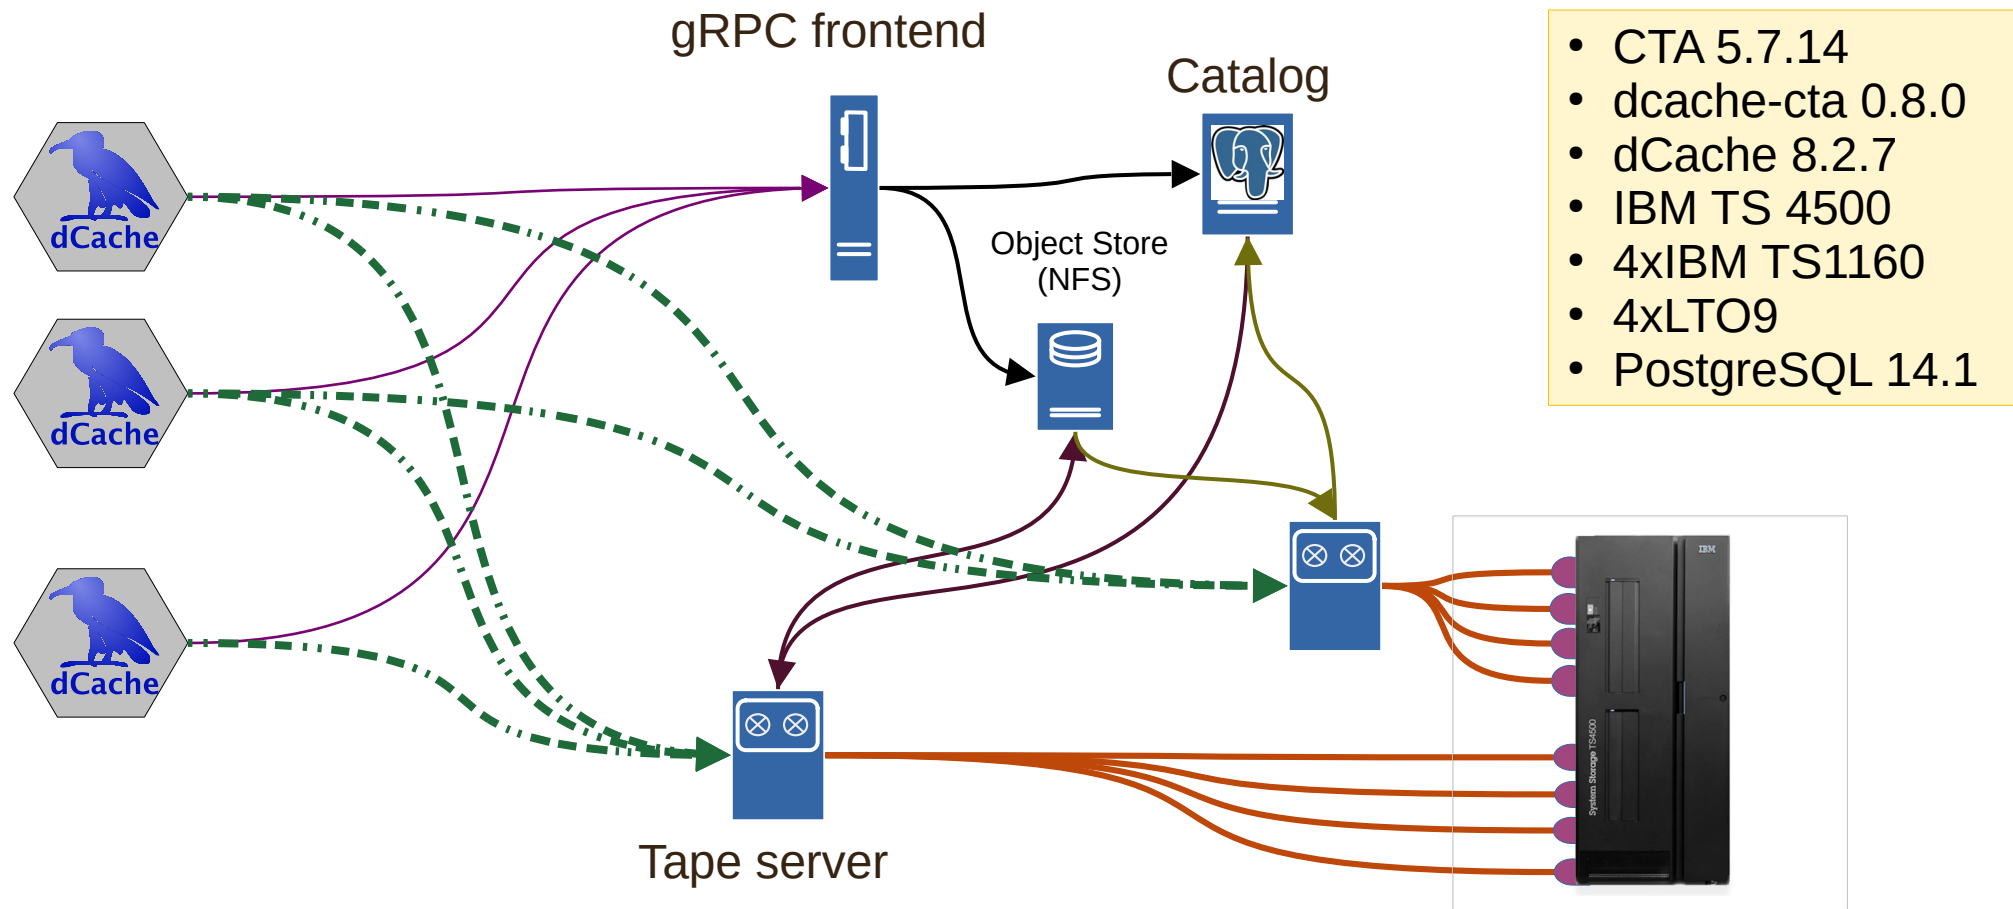 gRPC frontend
Catalog
Object Store
(NFS)
dCache
dCache
dCache
Tape server
IBM
System Storage TS4500
• CTA 5.7.14
• dcache-cta 0.8.0
• dCache 8.2.7
• IBM TS 4500
• 4xIBM TS1160
• 4xLTO9
• PostgreSQL 14.1